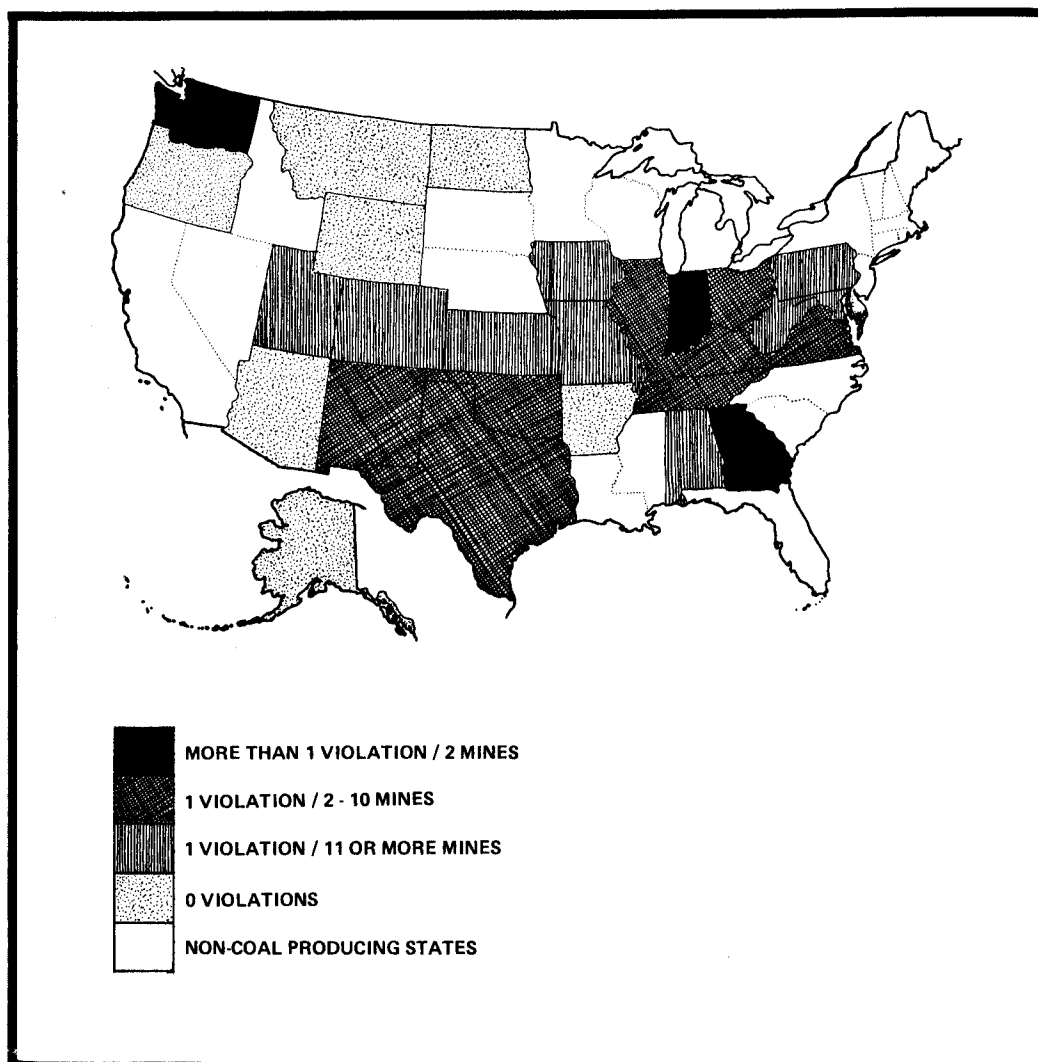 MORE THAN 1 VIOLATION / 2 MINES
1 VIOLATION / 2 - 10 MINES
1 VIOLATION / 11 OR MORE MINES
0 VIOLATIONS
NON-COAL PRODUCING STATES